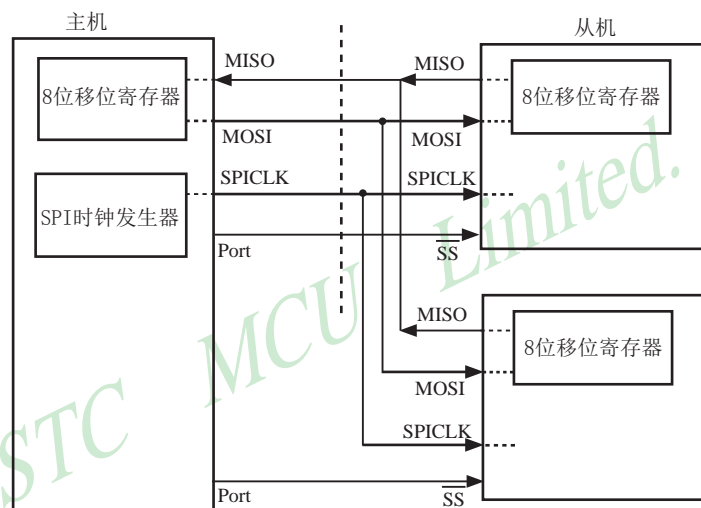 主机
从机
MISO
MISO
8位移位寄存器
8位移位寄存器
MOSI
MOSI
SPICLK
SPICLK
SPI时钟发生器
Port
SS
MISO
8位移位寄存器
MOSI
SPICLK
Port
SS
STC MCU Limited.